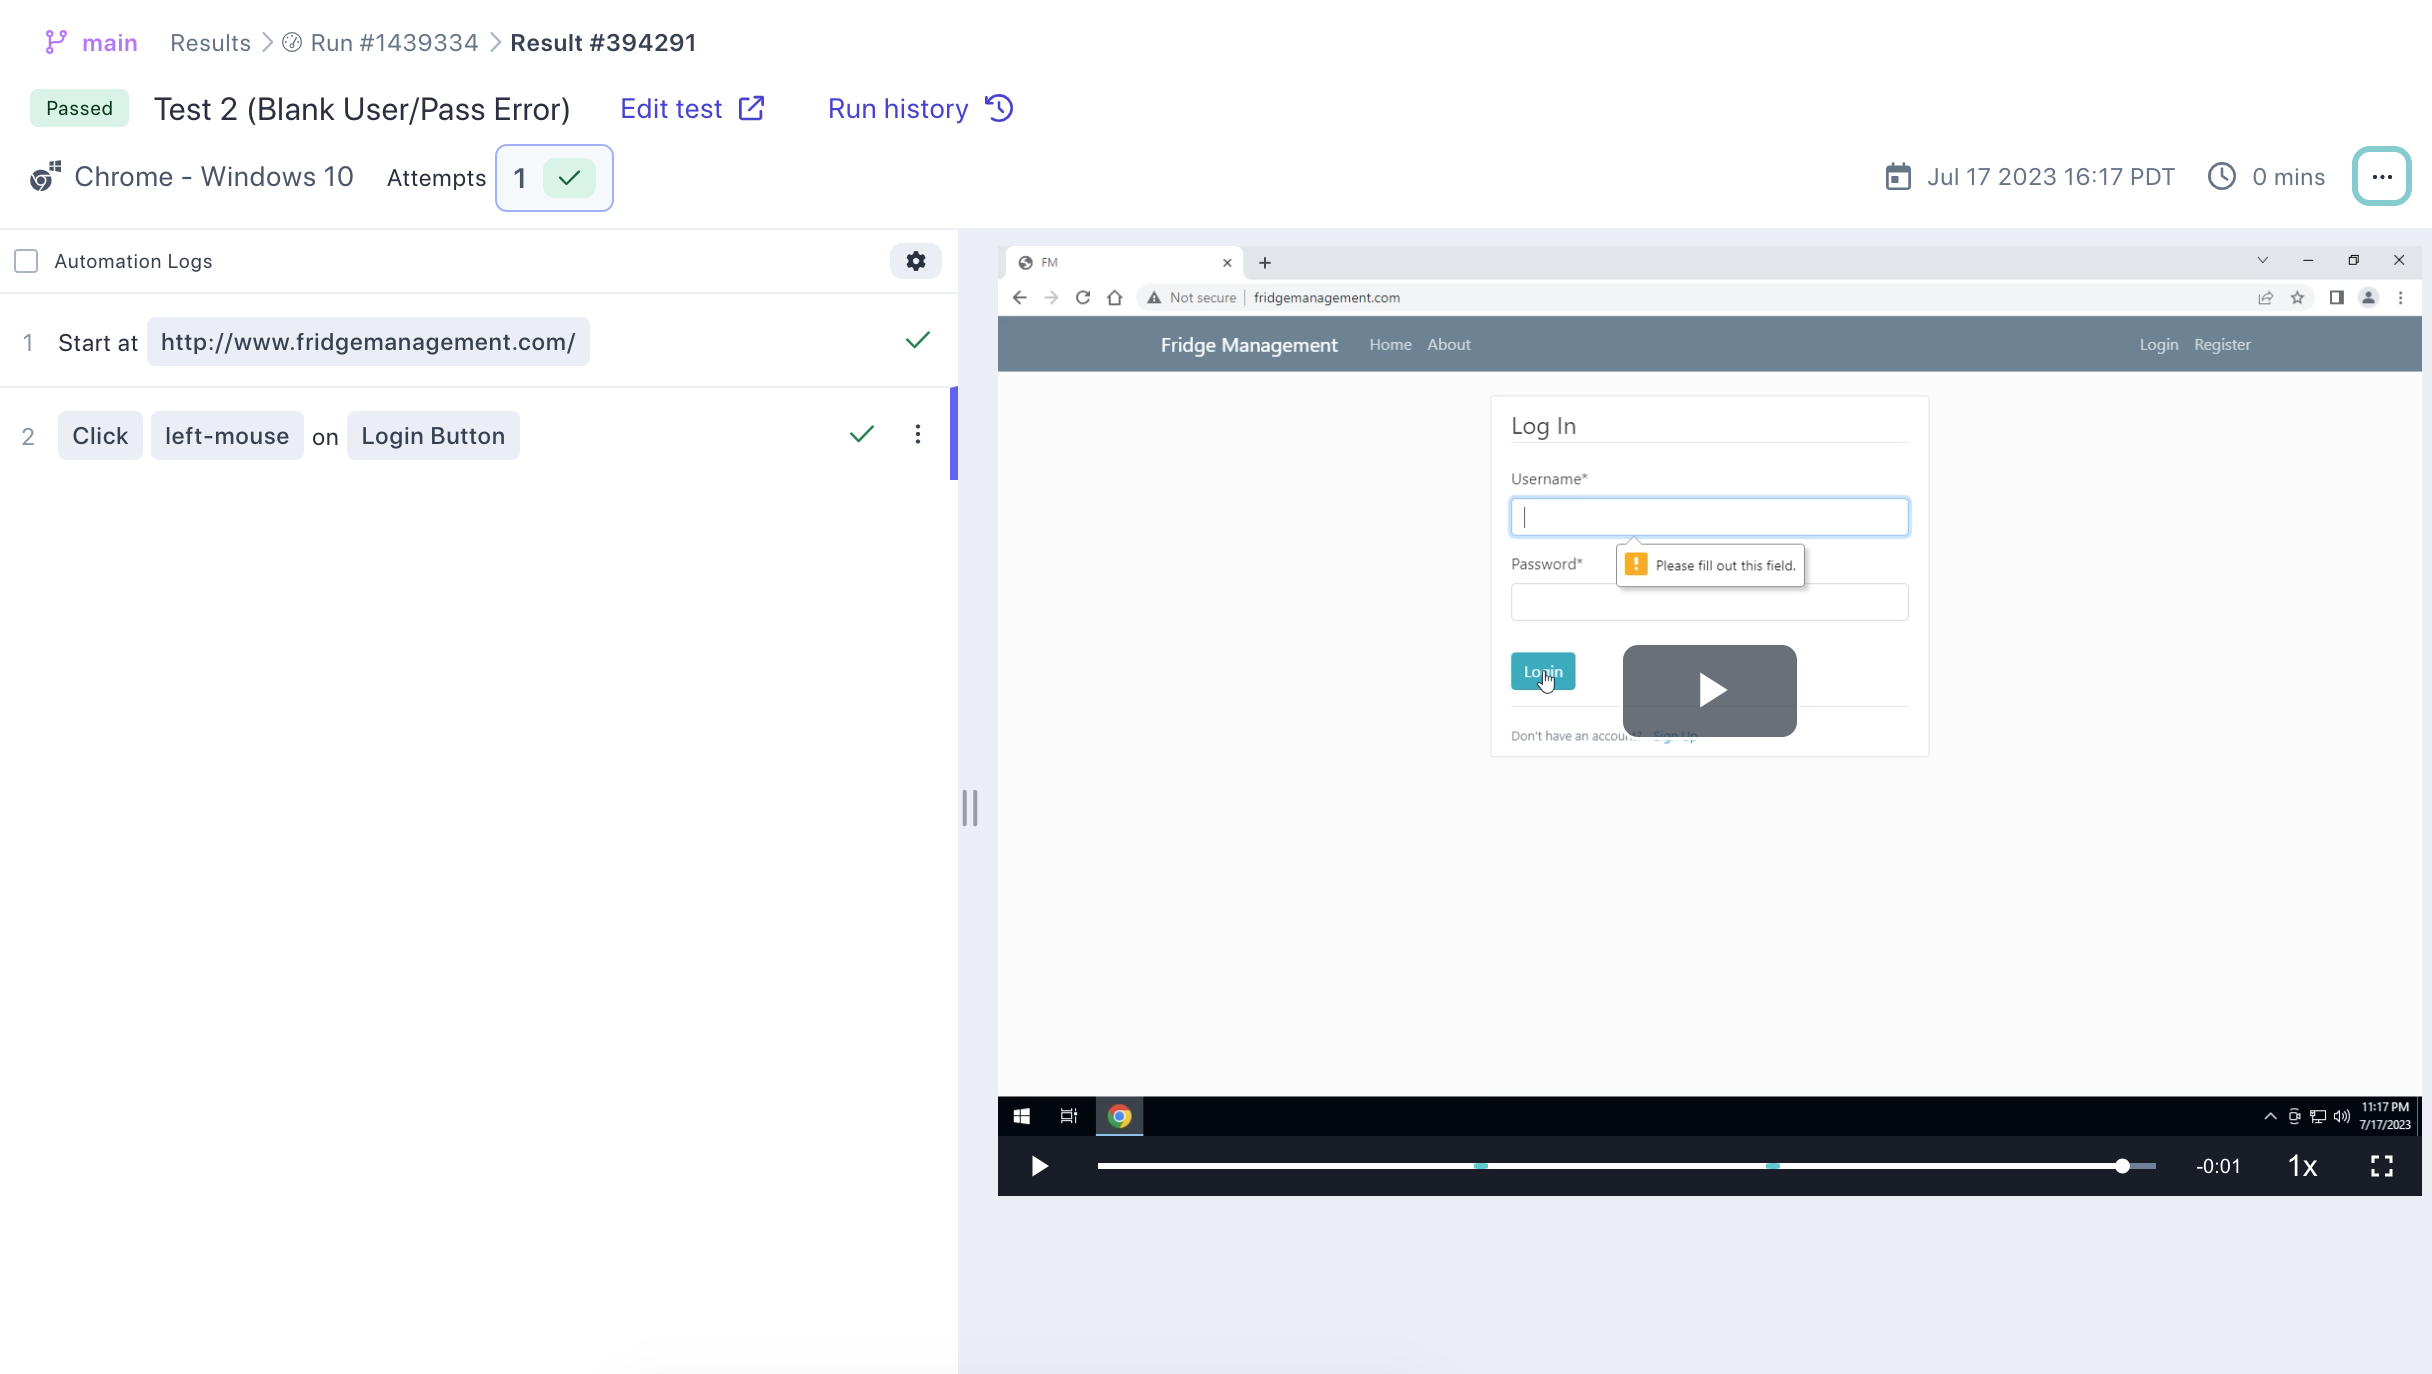 main Results Run #1439334 Result #394291
Passed Test 2 (Blank User/Pass Error) Edit test Run history
Chrome - Windows 10 Attempts 1 Jul 17 2023 16:17 PDT 0 mins
Automation Logs
1 Start at http://www.fridgemanagement.com/
2 Click left-mouse on Login Button
FM
Not secure fridgemanagement.com
Fridge Management Home About Login Register
Log In
Username*
Please fill out this field.
Password*
Login
Don't have an account? Sign Up
11:17 PM
7/17/2023
-0:01 1x